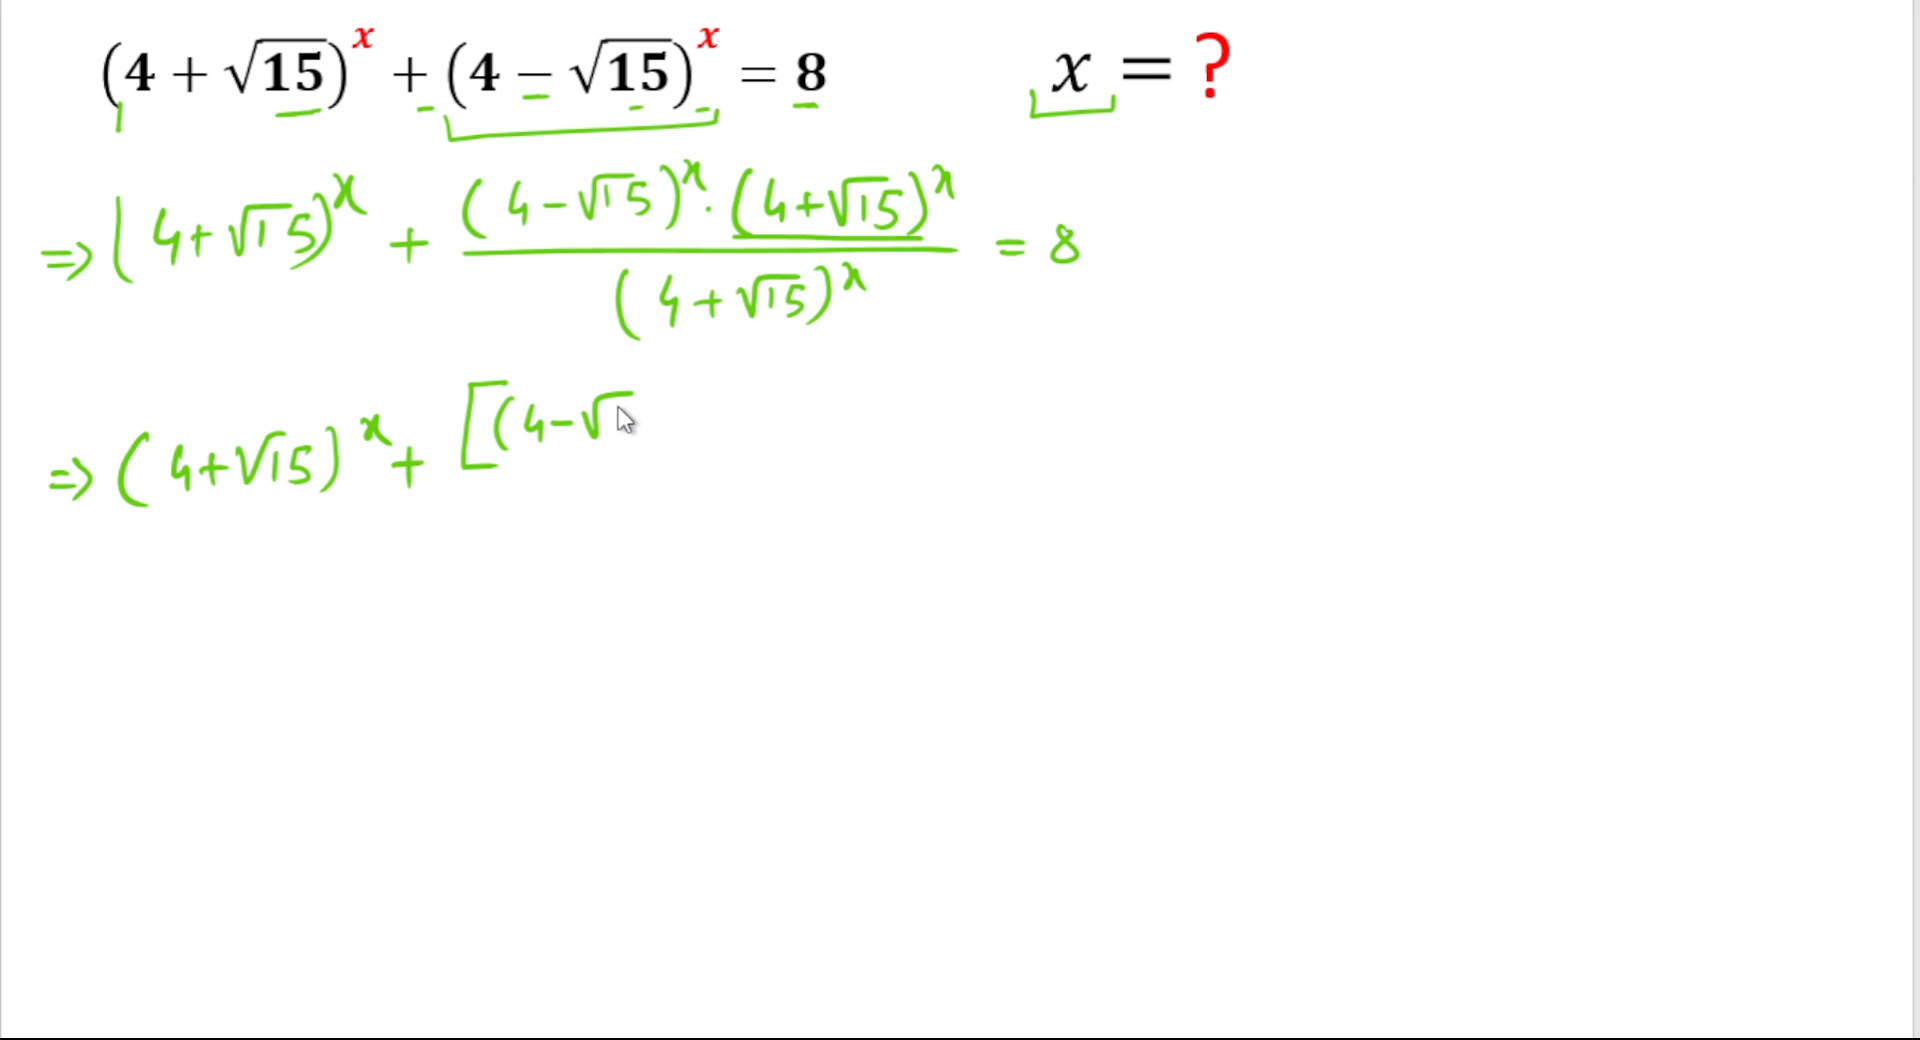 (4 + √15)^x + (4 − √15)^x = 8 x = ?
⇒ (4+√15)^x + (4-√15)^x . (4+√15)^x / (4+√15)^x = 8
⇒ (4+√15)^x + [(4-√